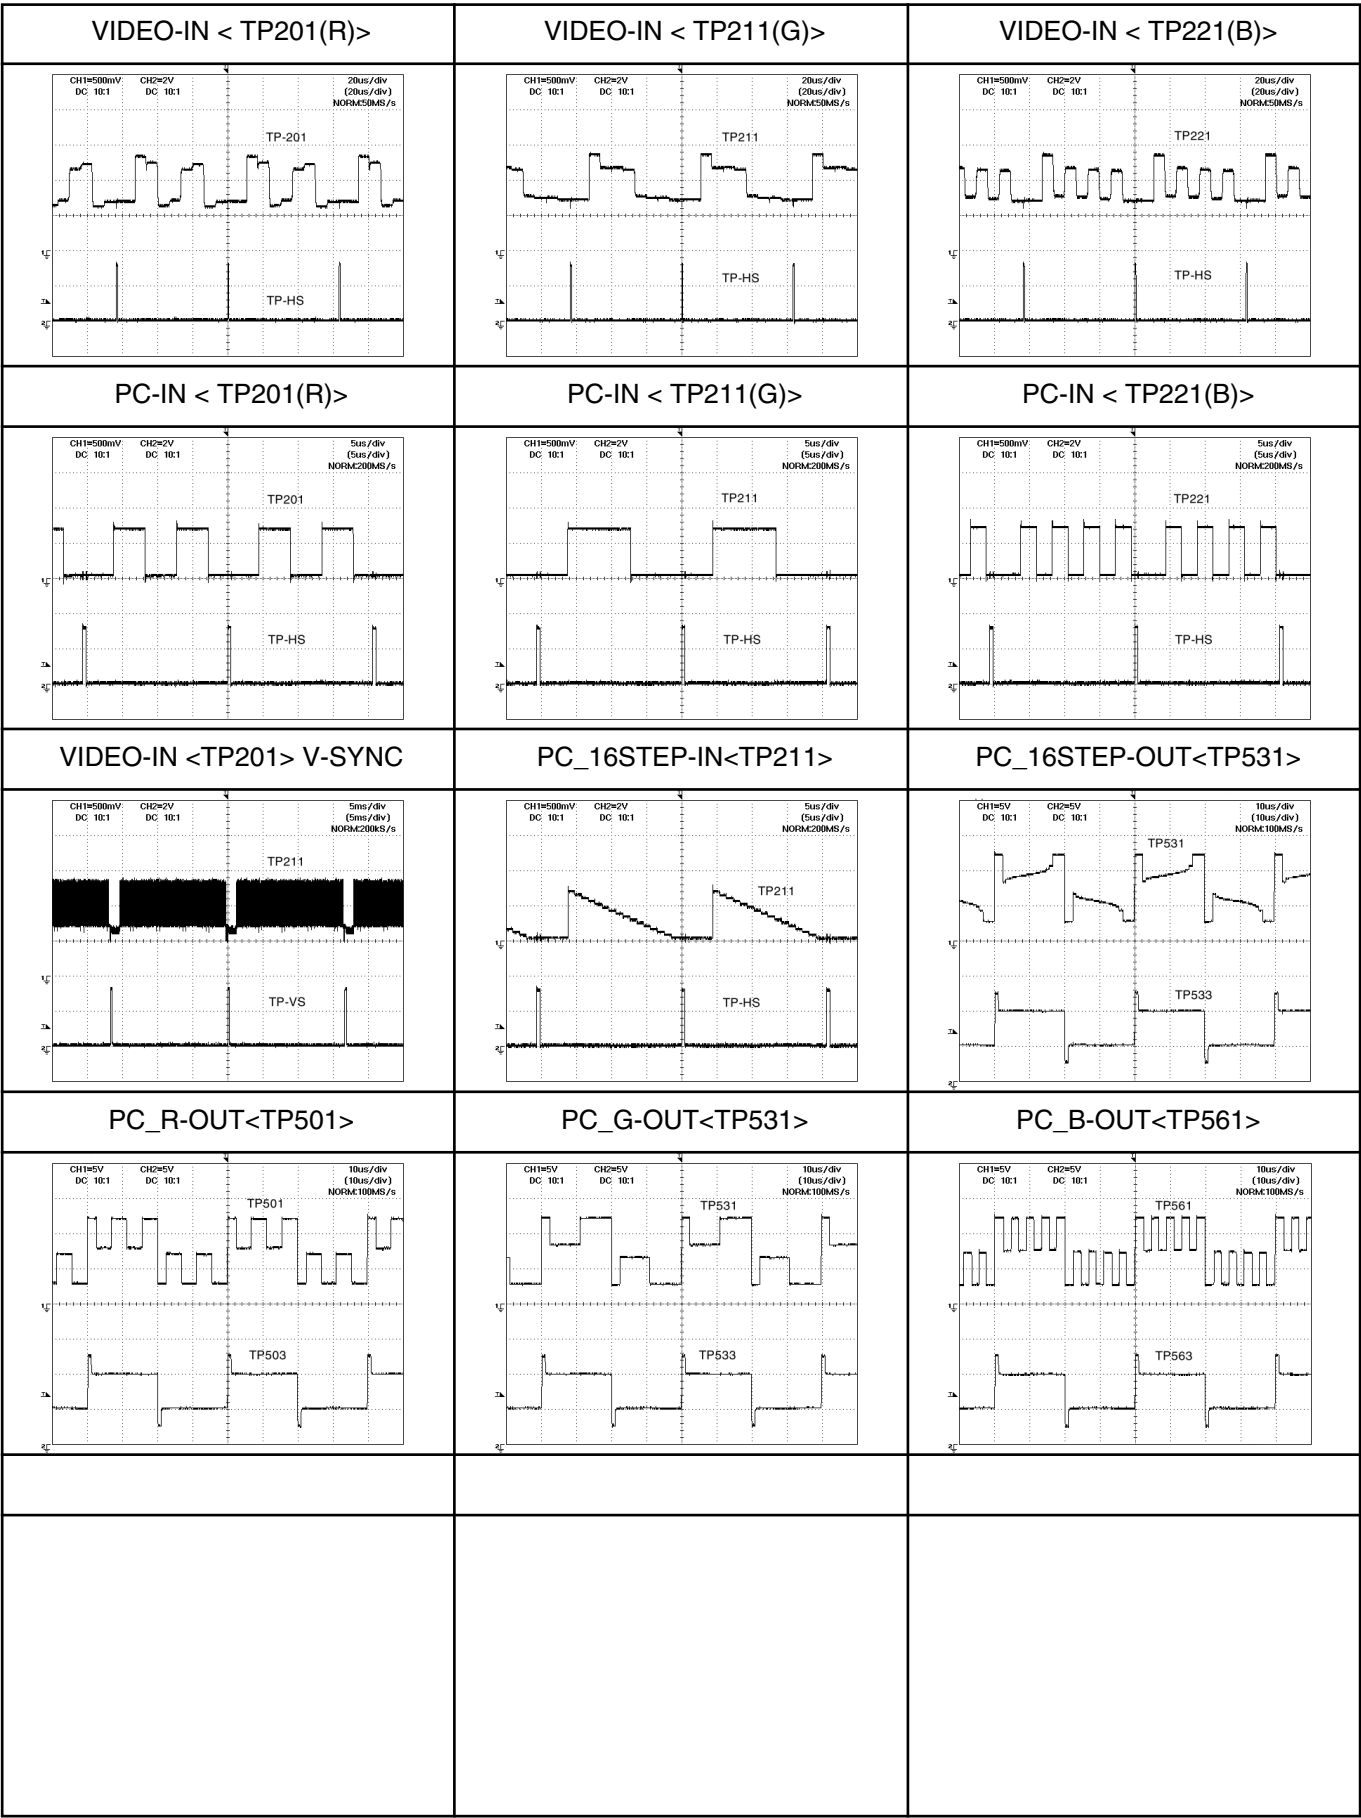 VIDEO-IN < TP201(R)>
VIDEO-IN < TP211(G)>
VIDEO-IN < TP221(B)>
CH1=500mV CH2=2V 20us/div
DC 10:1 DC 10:1 (20us/div)
NORM:50MS/s
TP-201
TP-HS
CH1=500mV CH2=2V 20us/div
DC 10:1 DC 10:1 (20us/div)
NORM:50MS/s
TP211
TP-HS
CH1=500mV CH2=2V 20us/div
DC 10:1 DC 10:1 (20us/div)
NORM:50MS/s
TP221
TP-HS
PC-IN < TP201(R)>
PC-IN < TP211(G)>
PC-IN < TP221(B)>
CH1=500mV CH2=2V 5us/div
DC 10:1 DC 10:1 (5us/div)
NORM:200MS/s
TP201
TP-HS
CH1=500mV CH2=2V 5us/div
DC 10:1 DC 10:1 (5us/div)
NORM:200MS/s
TP211
TP-HS
CH1=500mV CH2=2V 5us/div
DC 10:1 DC 10:1 (5us/div)
NORM:200MS/s
TP221
TP-HS
VIDEO-IN <TP201> V-SYNC
PC_16STEP-IN<TP211>
PC_16STEP-OUT<TP531>
CH1=500mV CH2=2V 5ms/div
DC 10:1 DC 10:1 (5ms/div)
NORM:200kS/s
TP211
TP-VS
CH1=500mV CH2=2V 5us/div
DC 10:1 DC 10:1 (5us/div)
NORM:200MS/s
TP211
TP-HS
CH1=5V CH2=5V 10us/div
DC 10:1 DC 10:1 (10us/div)
NORM:100MS/s
TP531
TP533
PC_R-OUT<TP501>
PC_G-OUT<TP531>
PC_B-OUT<TP561>
CH1=5V CH2=5V 10us/div
DC 10:1 DC 10:1 (10us/div)
NORM:100MS/s
TP501
TP503
CH1=5V CH2=5V 10us/div
DC 10:1 DC 10:1 (10us/div)
NORM:100MS/s
TP531
TP533
CH1=5V CH2=5V 10us/div
DC 10:1 DC 10:1 (10us/div)
NORM:100MS/s
TP561
TP563